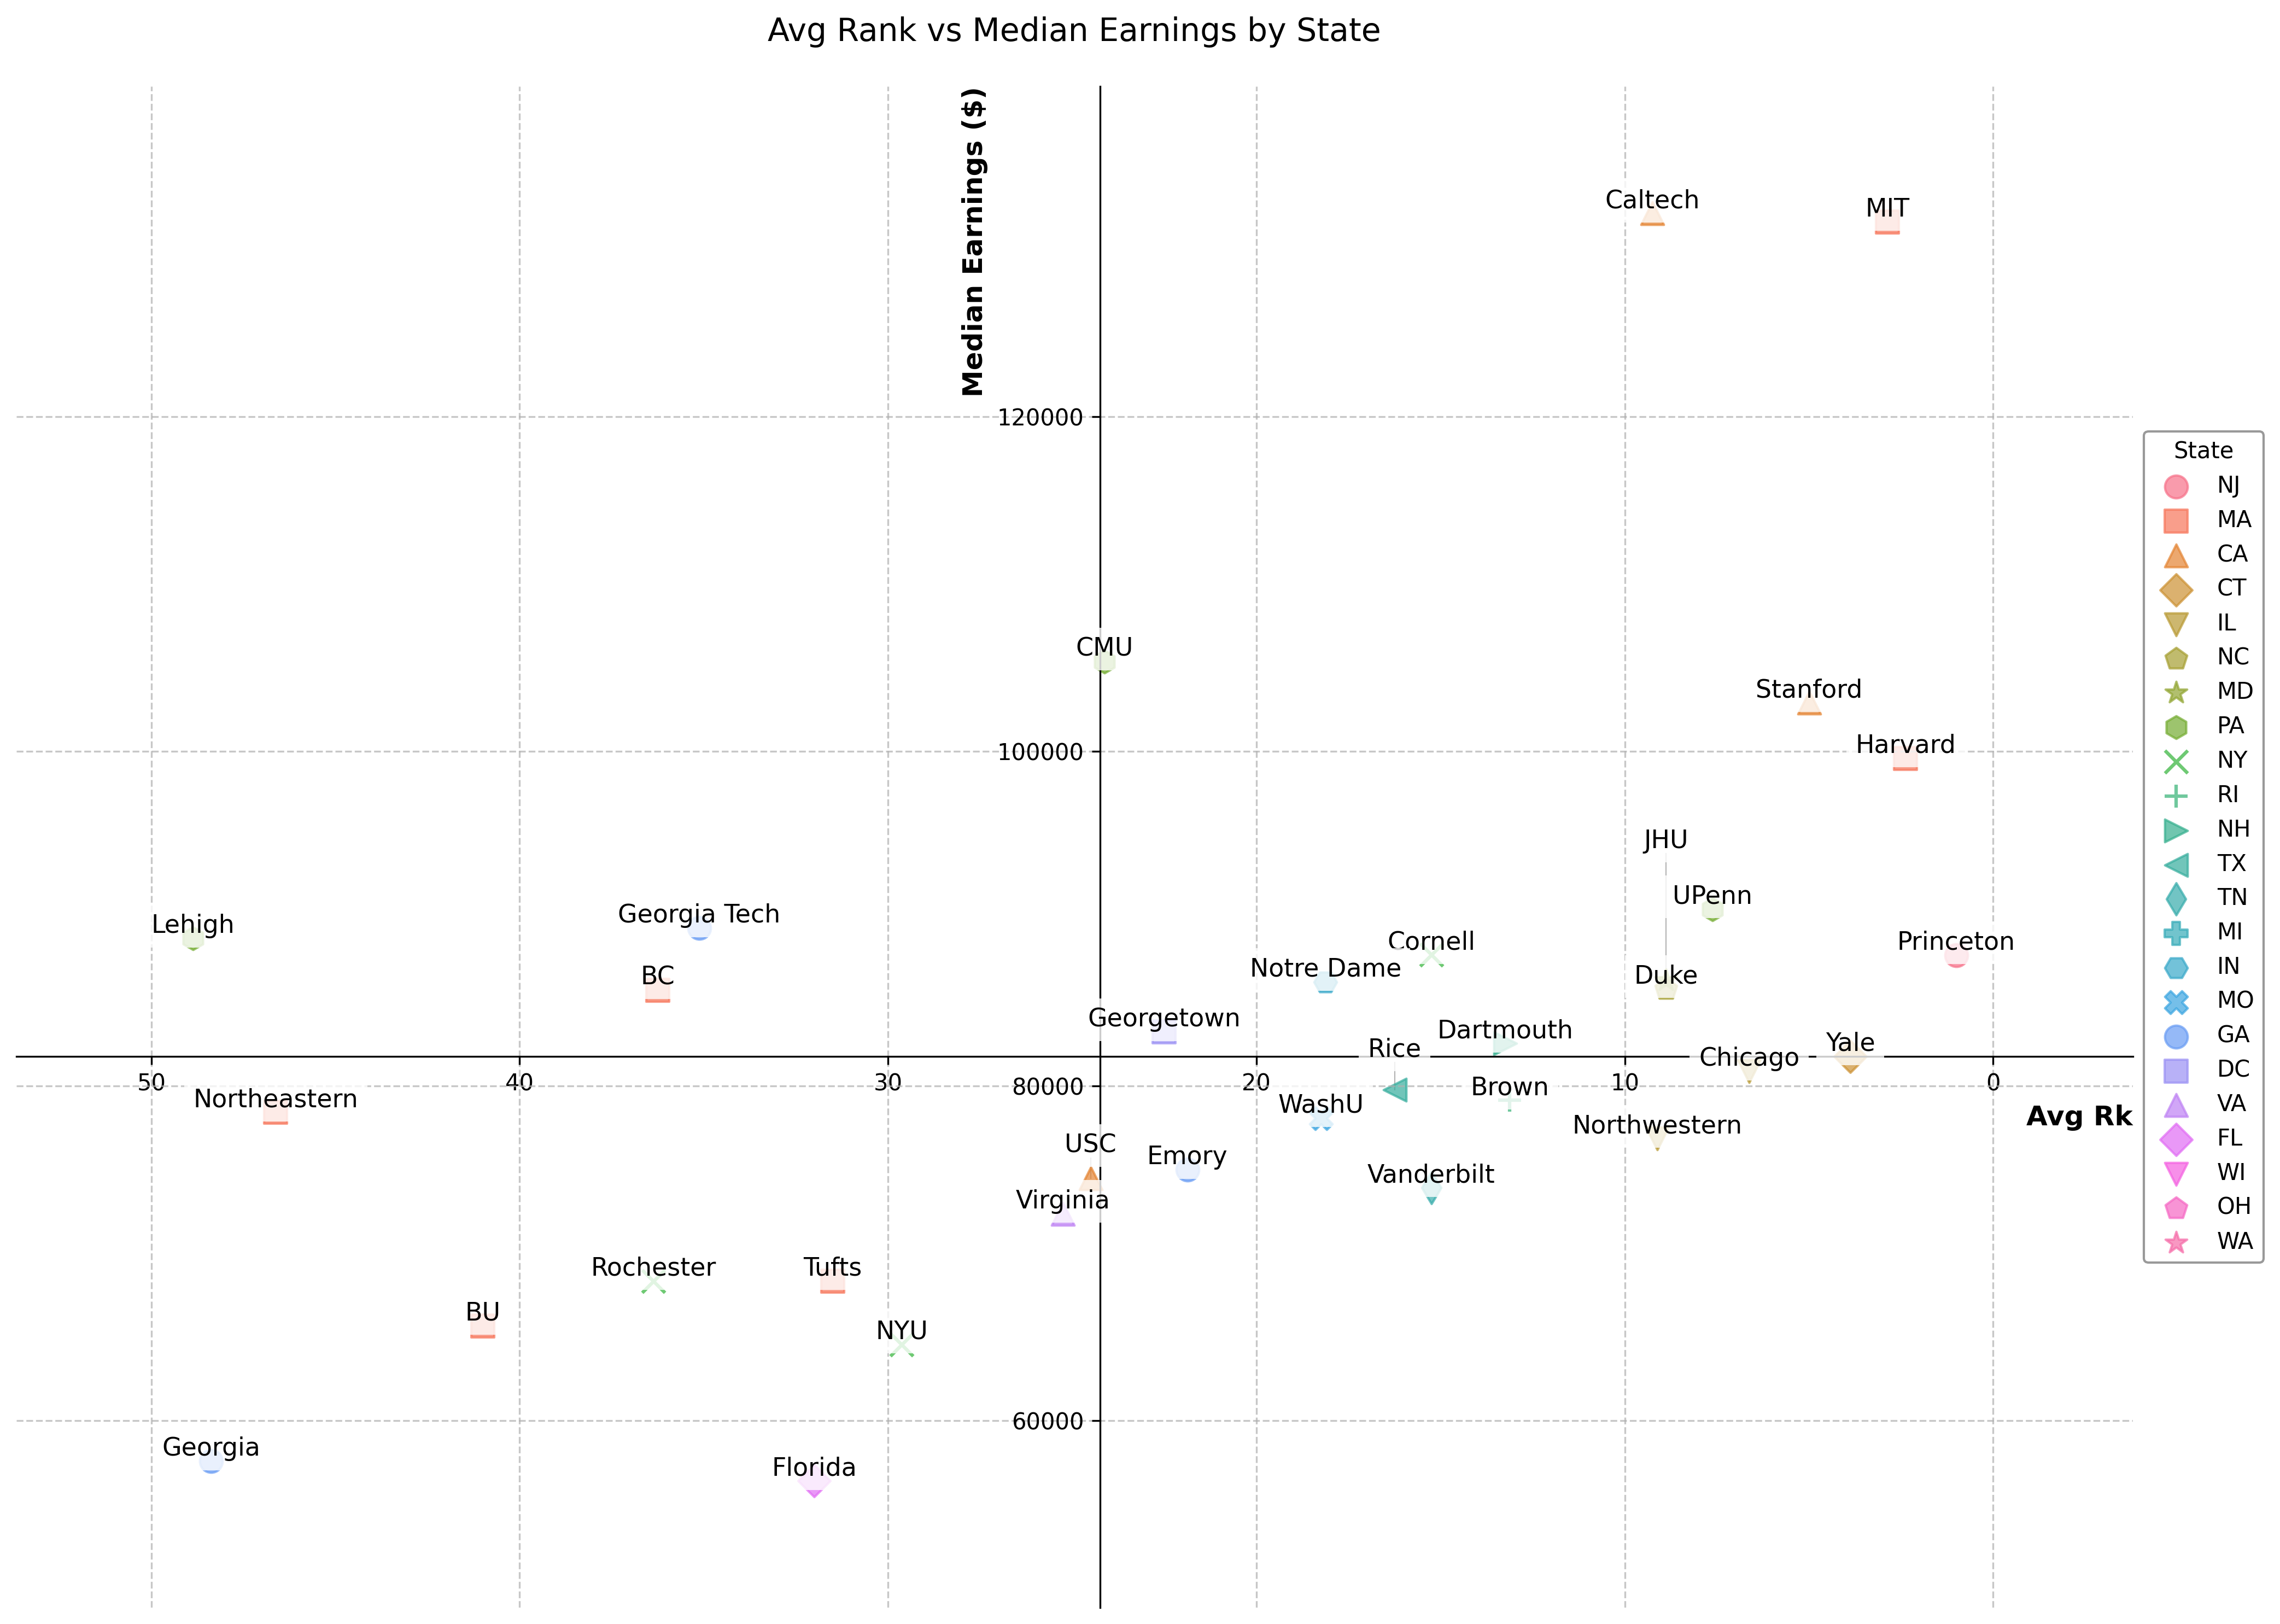 Avg Rank vs Median Earnings by State
Median Earnings ($)
Caltech
MIT
120000
CMU
Stanford
100000
Harvard
JHU
UPenn
Lehigh
Georgia Tech
Cornell
Princeton
Notre Dame
BC
Duke
Georgetown
Dartmouth
Rice
Chicago
Yale
50
40
30
80000
20
10
0
Brown
Northeastern
WashU
Avg Rk
Northwestern
USC
Emory
Vanderbilt
Virginia
Rochester
Tufts
BU
NYU
60000
Georgia
Florida
State
NJ
MA
CA
CT
IL
NC
MD
PA
NY
RI
NH
TX
TN
MI
IN
MO
GA
DC
VA
FL
WI
OH
WA